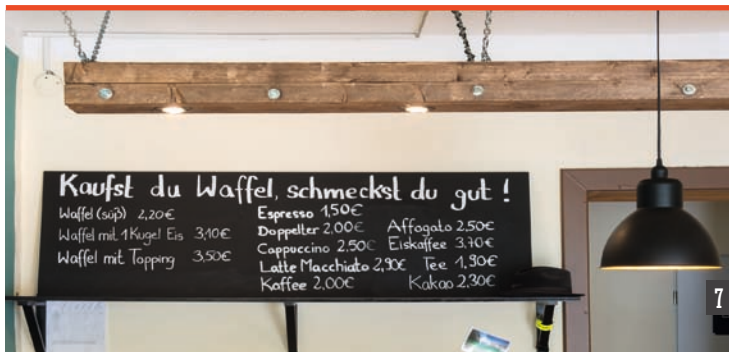 Kaufst du Waffel, schmeckst du gut !
Waffel (süß) 2,20€
Waffel mit 1 Kugel Eis 3,10€
Waffel mit Topping 3,50€
Espresso 1,50€
Doppelter 2,00€
Cappuccino 2,50€
Latte Macchiato 2,90€
Kaffee 2,00€
Affogato 2,50€
Eiskaffee 3,70€
Tee 1,90€
Kakao 2,30€
7